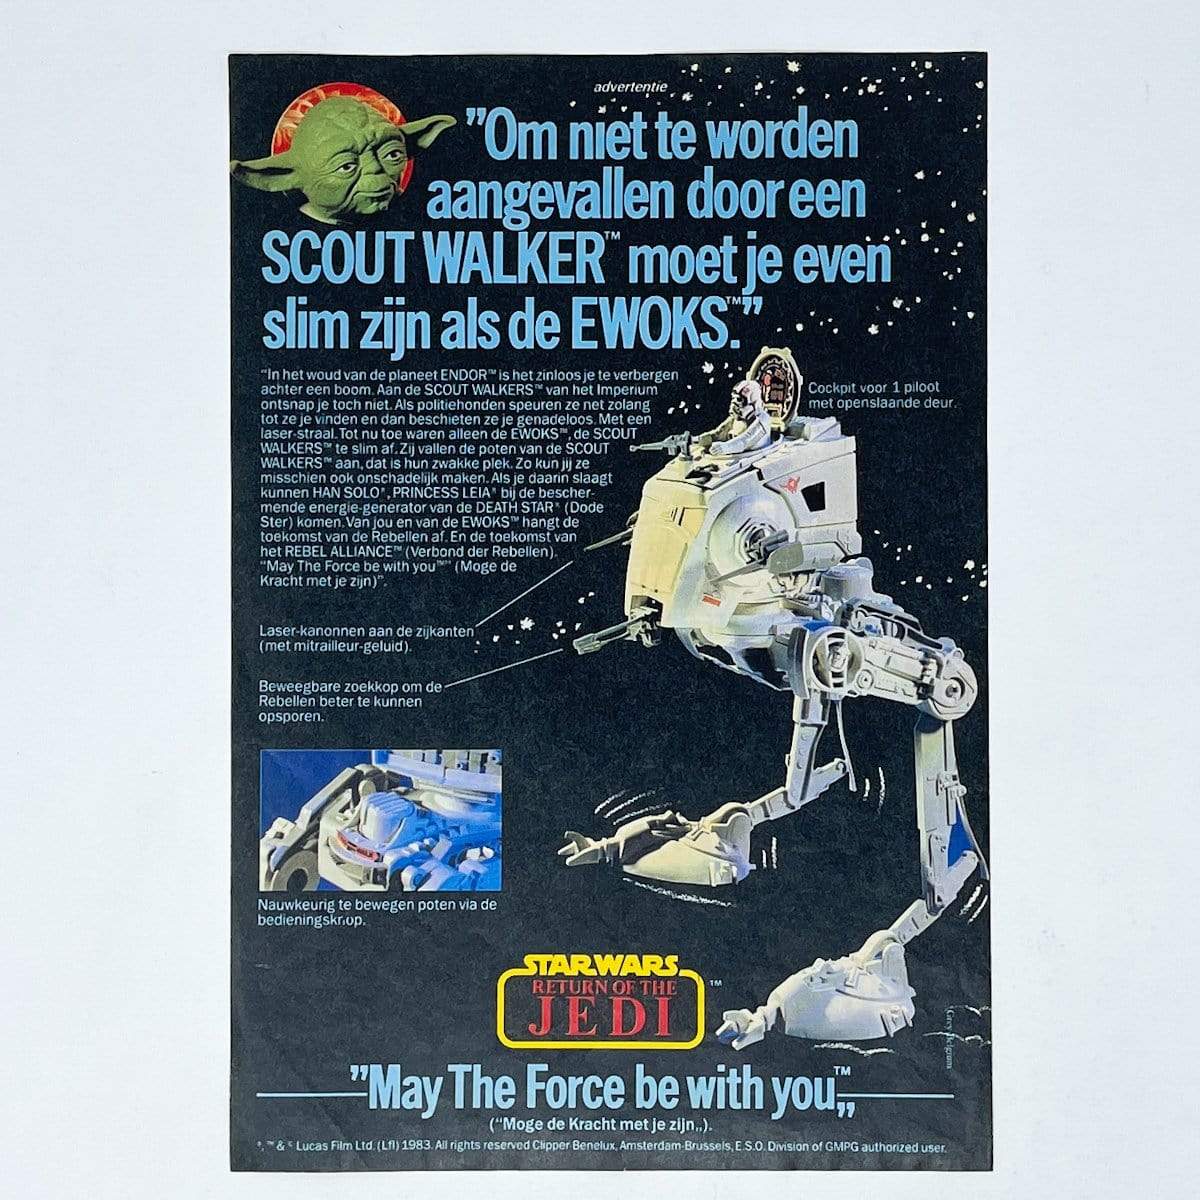 advertentie
”Om niet te worden
aangevallen door een
SCOUT WALKER™ moet je even
slim zijn als de EWOKS™.”
"In het woud van de planeet ENDOR™ is het zinloos je te verbergen
achter een boom. Aan de SCOUT WALKERS™ van het Imperium
ontsnap je toch niet. Als politiehonden speuren ze net zolang
tot ze je vinden en dan beschieten ze je genadeloos. Met een
laser-straal. Tot nu toe waren alleen de EWOKS™, de SCOUT
WALKERS™ te slim af. Zij vallen de poten van de SCOUT
WALKERS™ aan, dat is hun zwakke plek. Zo kun jij ze
misschien ook onschadelijk maken. Als je daarin slaagt
kunnen HAN SOLO®, PRINCESS LEIA® bij de bescher-
mende energie-generator van de DEATH STAR® (Dode
Ster) komen. Van jou en van de EWOKS™ hangt de
toekomst van de Rebellen af. En de toekomst van
het REBEL ALLIANCE™ (Verbond der Rebellen).
"May The Force be with you™" (Moge de
Kracht met je zijn)".
Cockpit voor 1 piloot
met openslaande deur.
Laser-kanonnen aan de zijkanten
(met mitrailleur-geluid).
Beweegbare zoekkop om de
Rebellen beter te kunnen
opsporen.
Nauwkeurig te bewegen poten via de
bedieningsknop.
STAR WARS
RETURN OF THE
JEDI ™
Grey Belgium
”May The Force be with you™„
("Moge de Kracht met je zijn„).
®, ™ & © Lucas Film Ltd. (Lfl) 1983. All rights reserved Clipper Benelux, Amsterdam-Brussels, E.S.O. Division of GMPG authorized user.